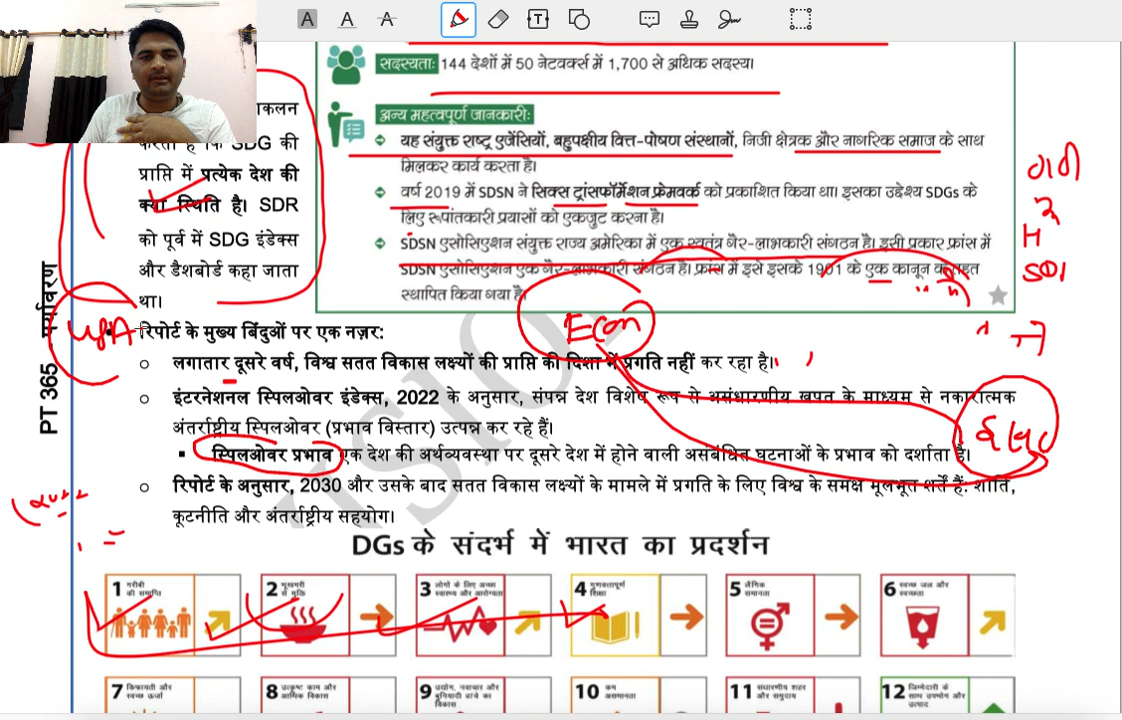 A A A T
सदस्यता: 144 देशों में 50 नेटवर्क्स में 1,700 से अधिक सदस्य।
अन्य महत्वपूर्ण जानकारी:
यह संयुक्त राष्ट्र एजेंसियों, बहुपक्षीय वित्त-पोषण संस्थानों, निजी क्षेत्रक और नागरिक समाज के साथ
मिलकर कार्य करता है।
वर्ष 2019 में SDSN ने सिक्स ट्रांसफॉर्मेशन फ्रेमवर्क को प्रकाशित किया था। इसका उद्देश्य SDGs के
लिए रूपांतकारी प्रयासों को एकजुट करना है।
SDSN एसोसिएशन संयुक्त राज्य अमेरिका में एक स्वतंत्र गैर-लाभकारी संगठन है। इसी प्रकार फ्रांस में
SDSN एसोसिएशन एक गैर-लाभकारी संगठन है। फ्रांस में इसे इसके 1901 के एक कानून के तहत
स्थापित किया गया है।
कलन
करता है कि SDG की
प्राप्ति में प्रत्येक देश की
क्या स्थिति है। SDR
को पूर्व में SDG इंडेक्स
और डैशबोर्ड कहा जाता
था।
Econ
रिपोर्ट के मुख्य बिंदुओं पर एक नज़र:
लगातार दूसरे वर्ष, विश्व सतत विकास लक्ष्यों की प्राप्ति की दिशा में प्रगति नहीं कर रहा है।
इंटरनेशनल स्पिलओवर इंडेक्स, 2022 के अनुसार, संपन्न देश विशेष रूप से असंधारणीय खपत के माध्यम से नकारात्मक
अंतर्राष्ट्रीय स्पिलओवर (प्रभाव विस्तार) उत्पन्न कर रहे हैं।
स्पिलओवर प्रभाव एक देश की अर्थव्यवस्था पर दूसरे देश में होने वाली असंबंधित घटनाओं के प्रभाव को दर्शाता है।
रिपोर्ट के अनुसार, 2030 और उसके बाद सतत विकास लक्ष्यों के मामले में प्रगति के लिए विश्व के समक्ष मूलभूत शर्तें हैं: शांति,
कूटनीति और अंतर्राष्ट्रीय सहयोग।
PT 365 - पर्यावरण
DGs के संदर्भ में भारत का प्रदर्शन
1 गरीबी की समाप्ति
2 भूखमरी से मुक्ति
3 लोगों के लिए अच्छा स्वास्थ्य और आरोग्यता
4 गुणवत्तापूर्ण शिक्षा
5 लैंगिक समानता
6 स्वच्छ जल और स्वच्छता
7 किफायती और स्वच्छ ऊर्जा
8 उत्कृष्ट काम और आर्थिक विकास
9 उद्योग, नवाचार और बुनियादी ढांचे का विकास
10 कम असमानता
11 संधारणीय शहर और समुदाय
12 जिम्मेदारी के साथ उपभोग और उत्पाद